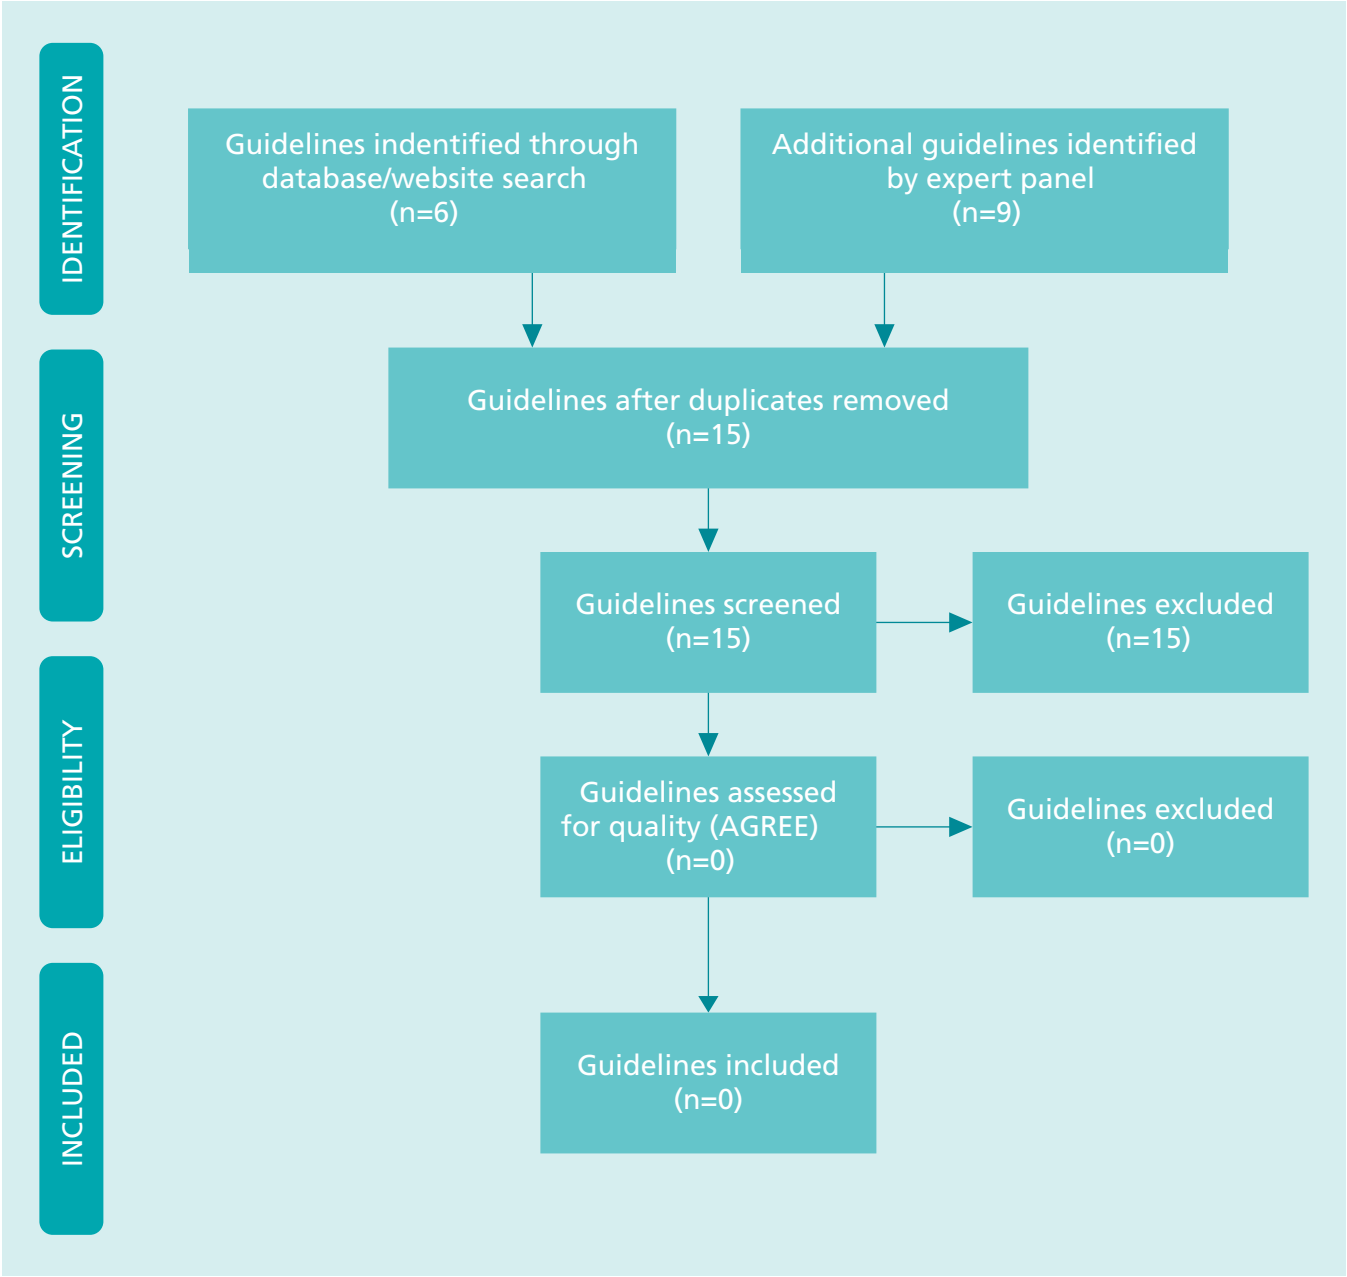 IDENTIFICATION
Guidelines indentified through
database/website search
(n=6)
Additional guidelines identified
by expert panel
(n=9)
SCREENING
Guidelines after duplicates removed
(n=15)
Guidelines screened
(n=15)
Guidelines excluded
(n=15)
ELIGIBILITY
Guidelines assessed
for quality (AGREE)
(n=0)
Guidelines excluded
(n=0)
INCLUDED
Guidelines included
(n=0)